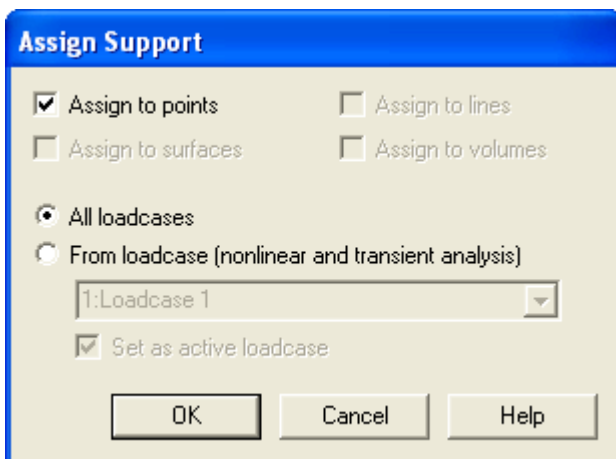 Assign Support
Assign to points Assign to lines
Assign to surfaces Assign to volumes
All loadcases
From loadcase (nonlinear and transient analysis)
1:Loadcase 1
Set as active loadcase
OK Cancel Help